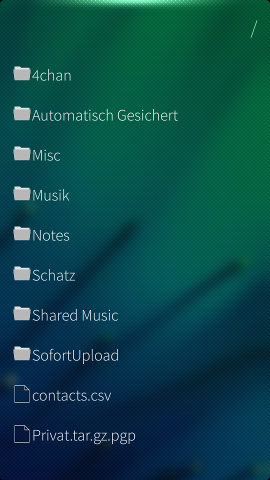 /
4chan
Automatisch Gesichert
Misc
Musik
Notes
Schatz
Shared Music
SofortUpload
contacts.csv
Privat.tar.gz.pgp